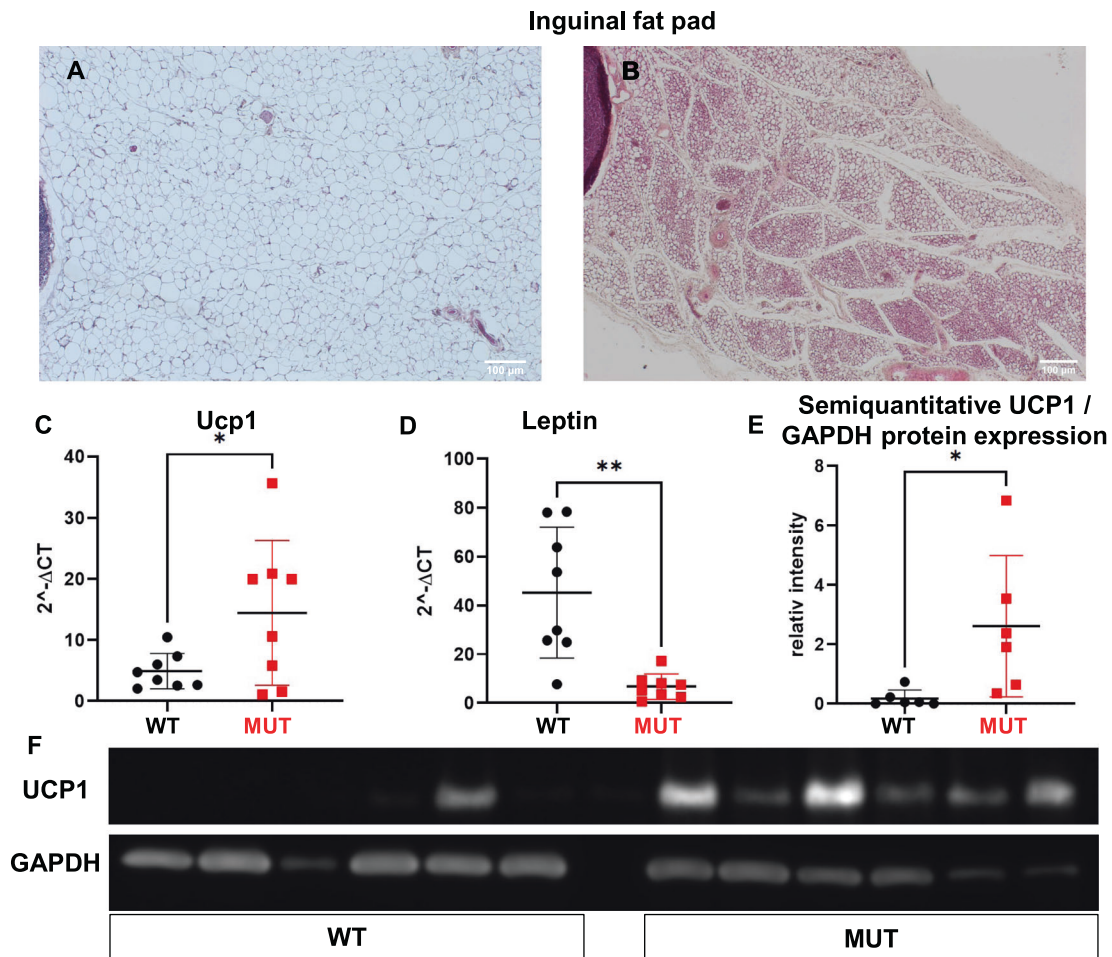 Inguinal fat pad
A
B
100 µm
100 µm
C
Ucp1
*
2^-ΔCT
40
30
20
10
0
WT
MUT
D
Leptin
**
2^-ΔCT
100
80
60
40
20
0
WT
MUT
E
Semiquantitative UCP1 /
GAPDH protein expression
*
relativ intensity
8
6
4
2
0
WT
MUT
F
UCP1
GAPDH
WT
MUT